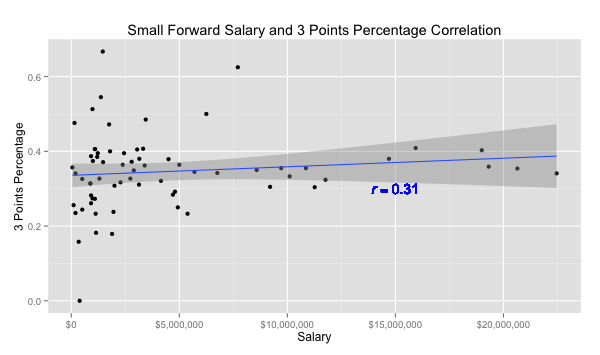 Small Forward Salary and 3 Points Percentage Correlation
3 Points Percentage
0.6
0.4
0.2
0.0
r = 0.31
$0 $5,000,000 $10,000,000 $15,000,000 $20,000,000
Salary